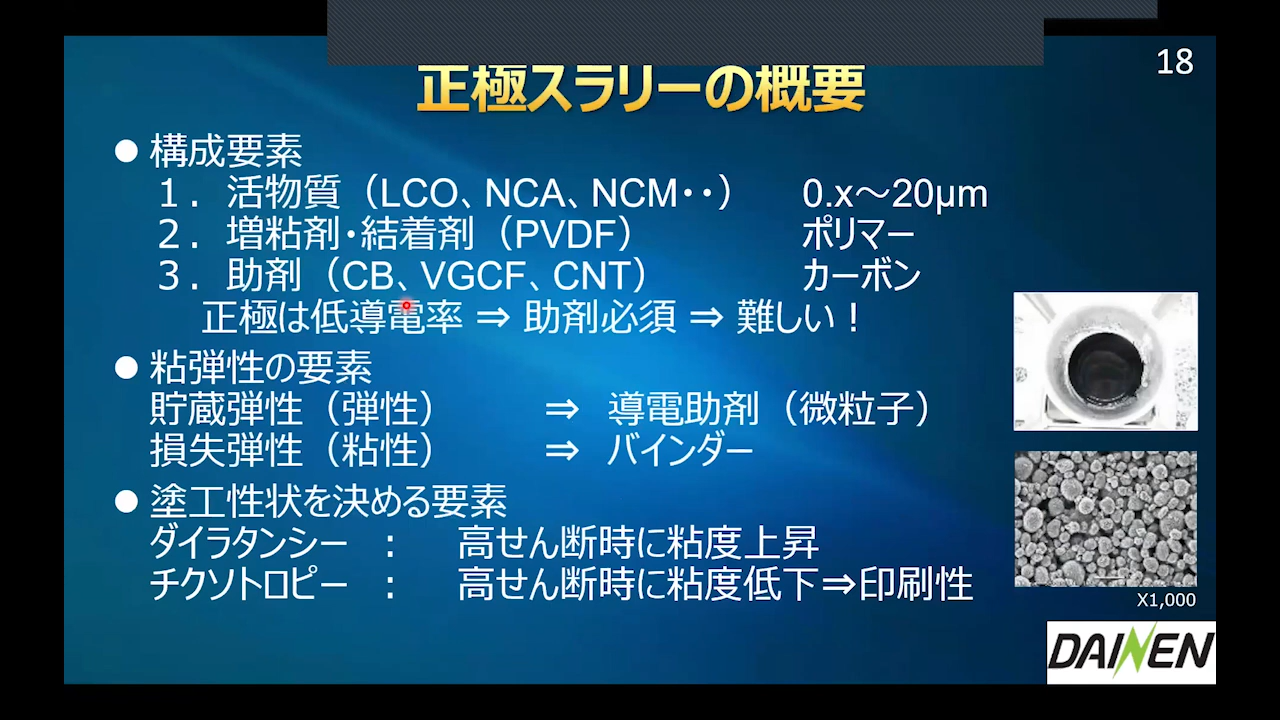 18
正極スラリーの概要
● 構成要素
１．活物質（LCO、NCA、NCM・・） 0.x～20μm
２．増粘剤・結着剤（PVDF） ポリマー
３．助剤（CB、VGCF、CNT） カーボン
正極は低導電率 ⇒ 助剤必須 ⇒ 難しい！
● 粘弾性の要素
貯蔵弾性（弾性） ⇒ 導電助剤（微粒子）
損失弾性（粘性） ⇒ バインダー
● 塗工性状を決める要素
ダイラタンシー ： 高せん断時に粘度上昇
チクソトロピー ： 高せん断時に粘度低下⇒印刷性
X1,000
DAINEN